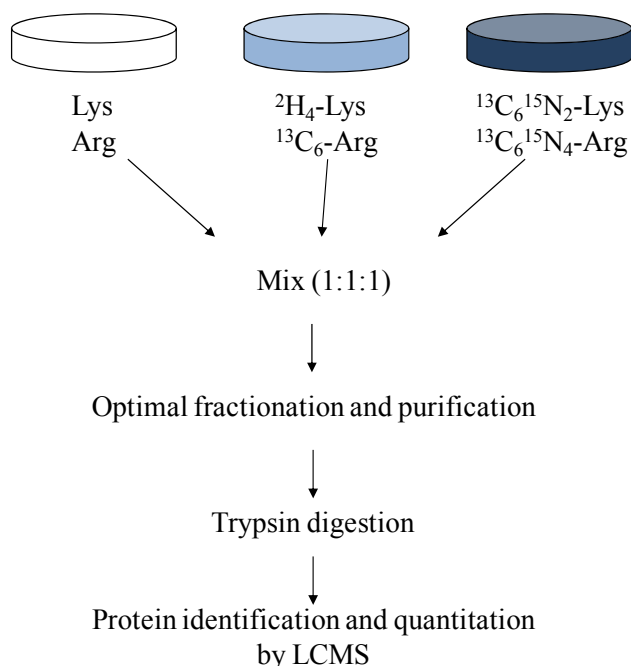 Lys
Arg
²H₄-Lys
¹³C₆-Arg
¹³C₆¹⁵N₂-Lys
¹³C₆¹⁵N₄-Arg
Mix (1:1:1)
Optimal fractionation and purification
Trypsin digestion
Protein identification and quantitation
by LCMS